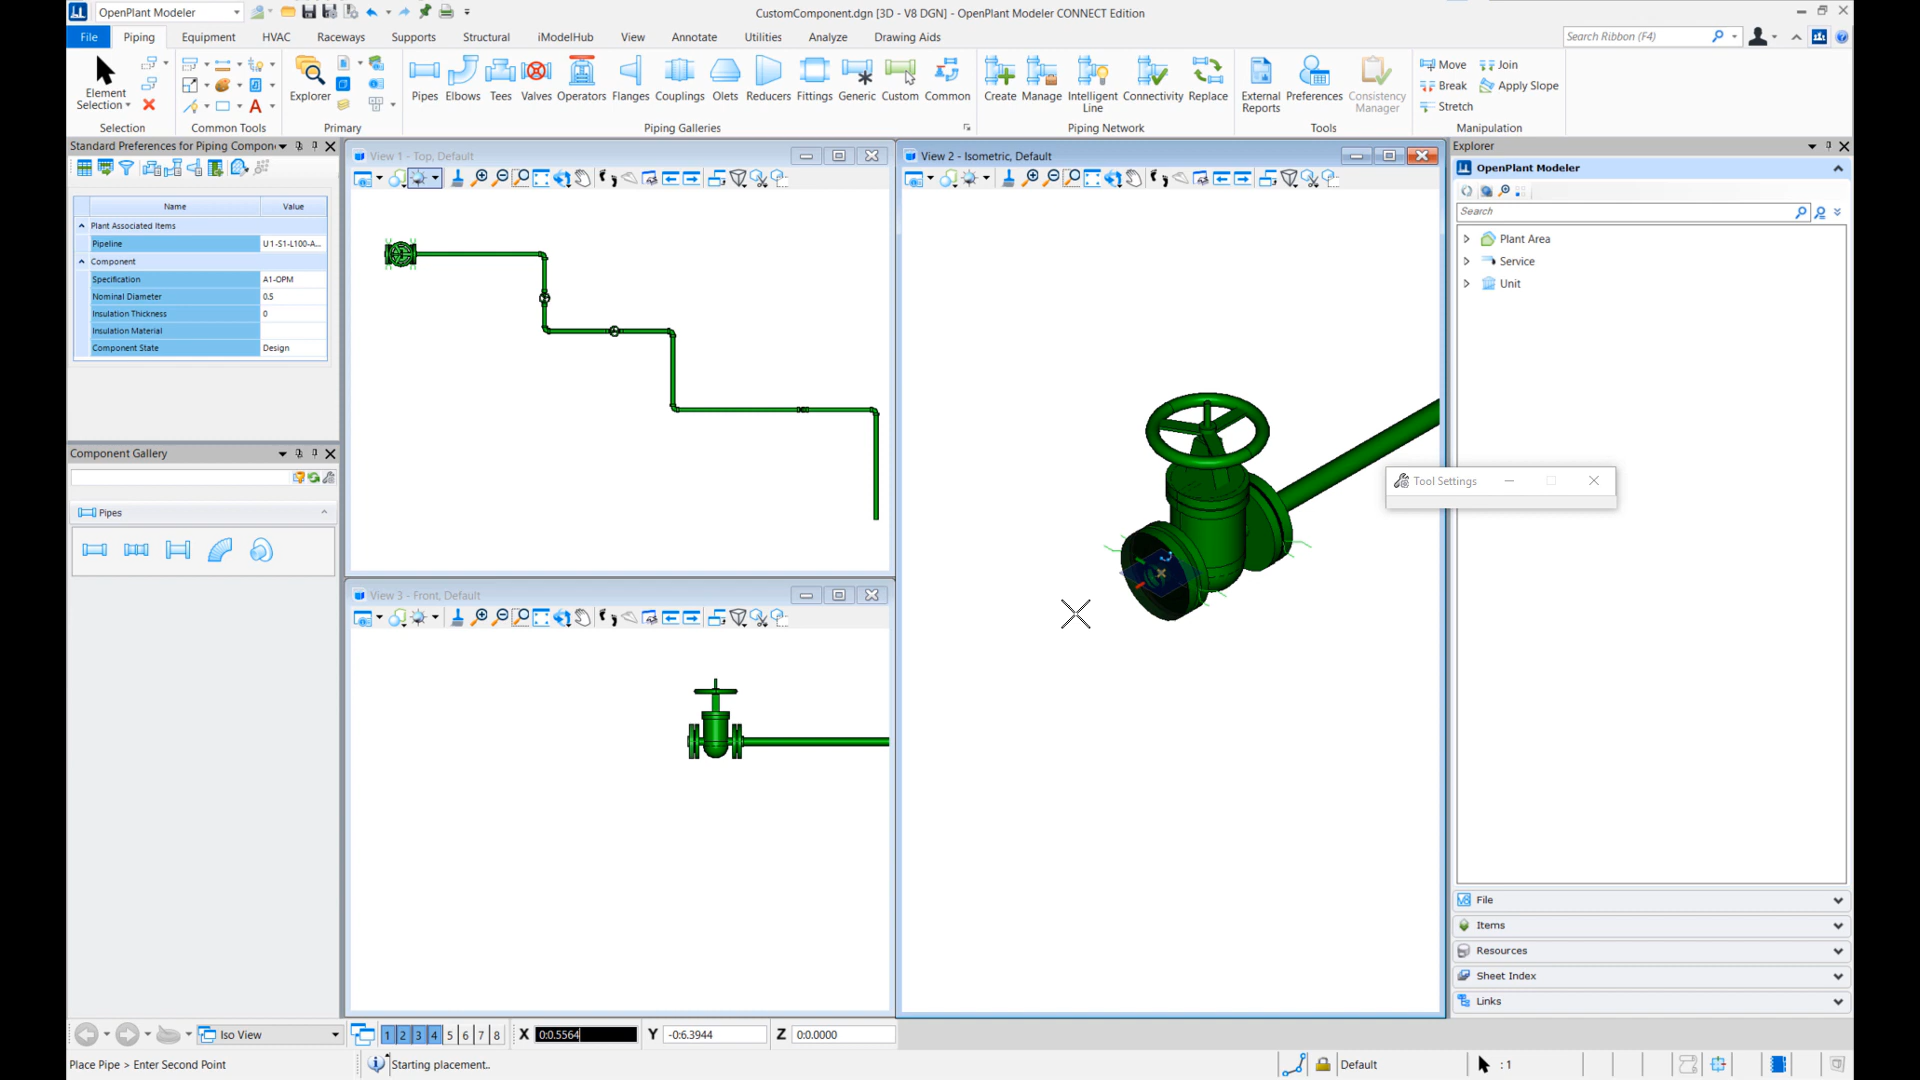 OpenPlant Modeler
CustomComponent.dgn [3D - V8 DGN] - OpenPlant Modeler CONNECT Edition
File Piping Equipment HVAC Raceways Supports Structural iModelHub View Annotate Utilities Analyze Drawing Aids
Search Ribbon (F4)
Element Selection
Explorer
Pipes Elbows Tees Valves Operators Flanges Couplings Olets Reducers Fittings Generic Custom Common
Create Manage Intelligent Line Connectivity Replace
External Reports Preferences Consistency Manager
Move Join
Break Apply Slope
Stretch
Selection Common Tools Primary Piping Galleries Piping Network Tools Manipulation
Standard Preferences for Piping Compon
Name Value
Plant Associated Items
Pipeline U1-S1-L100-A...
Component
Specification A1-OPM
Nominal Diameter 0.5
Insulation Thickness 0
Insulation Material
Component State Design
Component Gallery
Pipes
View 1 - Top, Default
View 3 - Front, Default
View 2 - Isometric, Default
Tool Settings
Explorer
OpenPlant Modeler
Search
Plant Area
Service
Unit
File
Items
Resources
Sheet Index
Links
Iso View
1 2 3 4 5 6 7 8
X 0:0.5564
Y -0:6.3944
Z 0:0.0000
Place Pipe > Enter Second Point
Starting placement..
Default
: 1